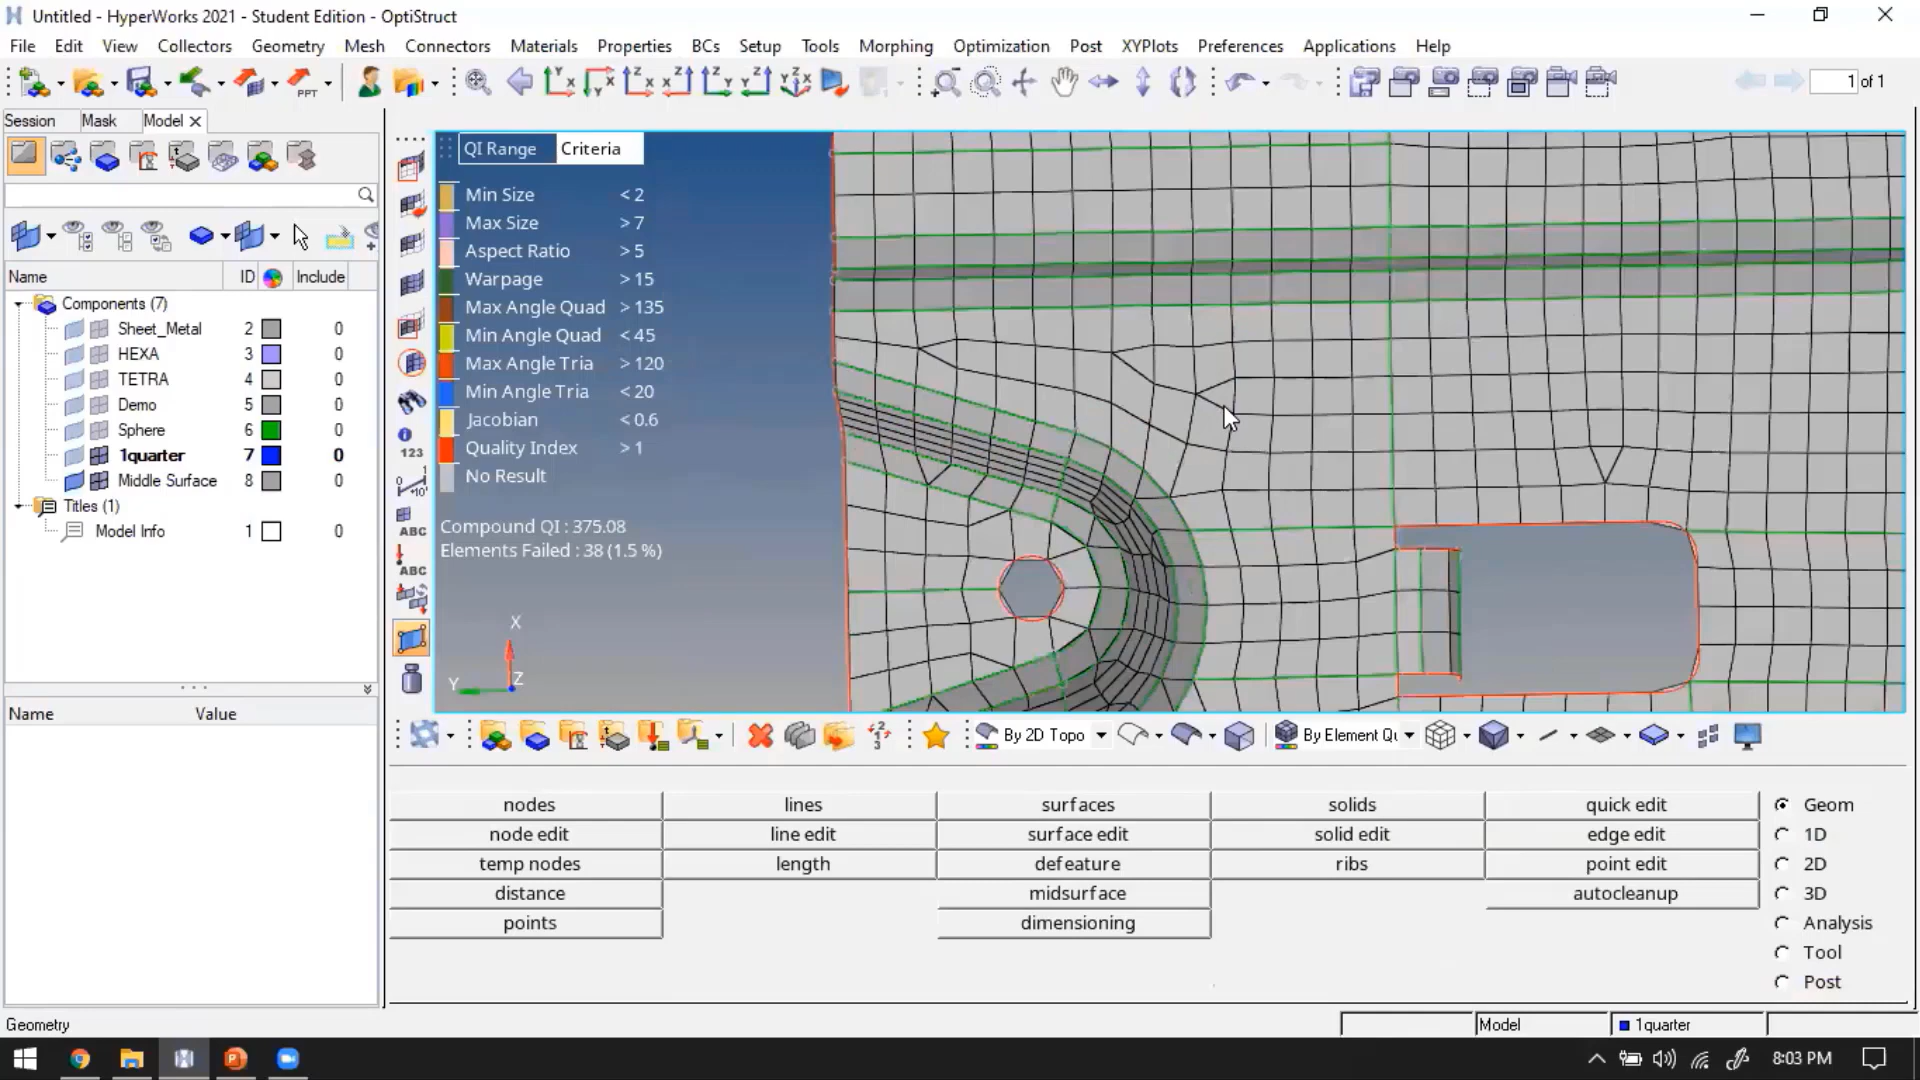 Untitled - HyperWorks 2021 - Student Edition - OptiStruct
File Edit View Collectors Geometry Mesh Connectors Materials Properties BCs Setup Tools Morphing Optimization Post XYPlots Preferences Applications Help
PPT
1 of 1
Session Mask Model
QI Range Criteria
Min Size < 2
Max Size > 7
Aspect Ratio > 5
Warpage > 15
Max Angle Quad > 135
Min Angle Quad < 45
Max Angle Tria > 120
Min Angle Tria < 20
Jacobian < 0.6
Quality Index > 1
No Result
Compound QI : 375.08
Elements Failed : 38 (1.5 %)
X
Y
Z
123
ABC
ABC
Name ID Include
Components (7)
Sheet_Metal 2 0
HEXA 3 0
TETRA 4 0
Demo 5 0
Sphere 6 0
1quarter 7 0
Middle Surface 8 0
Titles (1)
Model Info 1 0
Name Value
By 2D Topo
By Element Qu
nodes lines surfaces solids quick edit Geom
node edit line edit surface edit solid edit edge edit 1D
temp nodes length defeature ribs point edit 2D
distance midsurface autocleanup 3D
points dimensioning Analysis
Tool
Post
Geometry Model 1quarter
8:03 PM